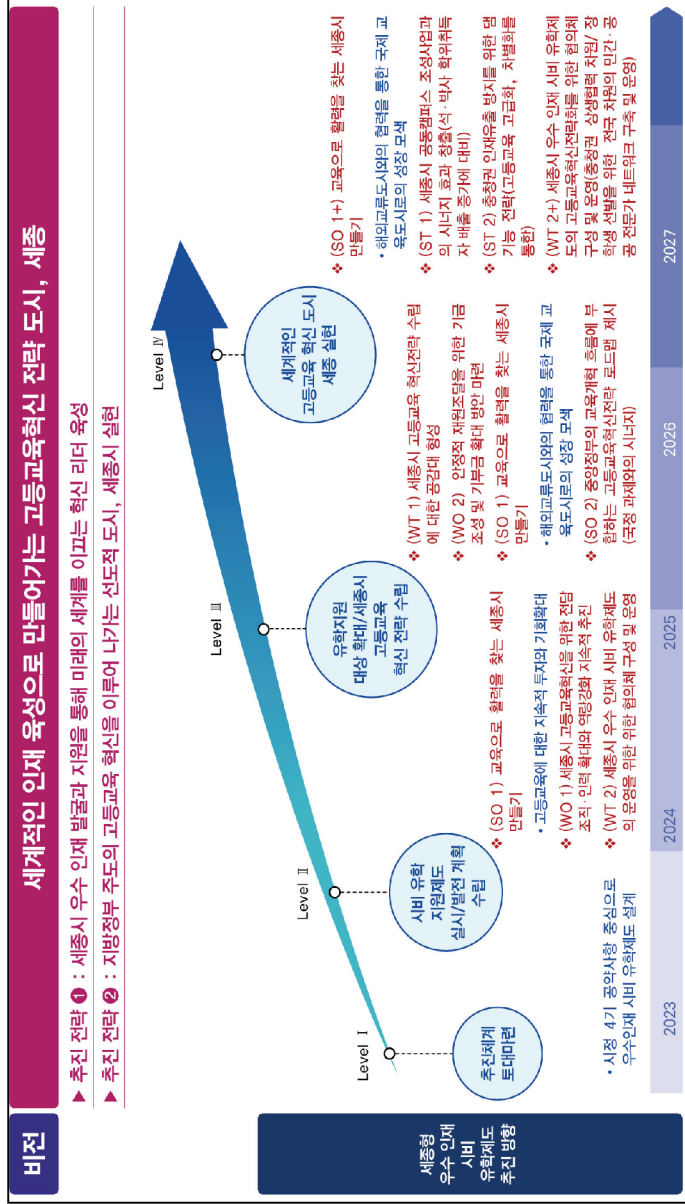 비전
세계적인 인재 육성으로 만들어가는 고등교육혁신 전략 도시, 세종
▶ 추진 전략 ❶ : 세종시 우수 인재 발굴과 지원을 통해 미래의 세계를 이끄는 혁신 리더 육성
▶ 추진 전략 ❷ : 지방정부 주도의 고등교육 혁신을 이루어 나가는 선도적 도시, 세종시 실현
세종형
우수 인재
시비
유학제도
추진 방향
Level Ⅰ
추진체계
토대마련
• 시정 4기 공약사항 중심으로
우수인재 시비 유학제도 설계
Level Ⅱ
시비 유학
지원제도
실시/발전 계획
수립
❖ (SO 1) 교육으로 활력을 찾는 세종시
만들기
• 고등교육에 대한 지속적 투자와 기회확대
❖ (WO 1) 세종시 고등교육혁신을 위한 전담
조직·인력 확대와 역량강화 지속적 추진
❖ (WT 2) 세종시 우수 인재 시비 유학제도
의 운영을 위한 위한 협의체 구성 및 운영
Level Ⅲ
유학지원
대상 확대/세종시
고등교육
혁신 전략 수립
❖ (WT 1) 세종시 고등교육 혁신전략 수립
에 대한 공감대 형성
❖ (WO 2) 안정적 재원조달을 위한 기금
조성 및 기부금 확대 방안 마련
❖ (SO 1) 교육으로 활력을 찾는 세종시
만들기
• 해외교류도시와의 협력을 통한 국제 교
육도시로의 성장 모색
❖ (SO 2) 중앙정부의 교육개혁 흐름에 부
합하는 고등교육혁신전략 로드맵 제시
(국정 과제와의 시너지)
Level Ⅳ
세계적인
고등교육 혁신 도시
세종 실현
❖ (SO 1+) 교육으로 활력을 찾는 세종시
만들기
• 해외교류도시와의 협력을 통한 국제 교
육도시로의 성장 모색
❖ (ST 1) 세종시 공동캠퍼스 조성사업과
의 시너지 효과 창출(석·박사 학위취득
자 배출 증가에 대비)
❖ (ST 2) 충청권 인재유출 방지를 위한 댐
기능 전략(고등교육 고급화, 차별화를
통한)
❖ (WT 2+) 세종시 우수 인재 시비 유학제
도의 고등교육혁신전략화를 위한 협의체
구성 및 운영(충청권 상생협력 차원/ 장
학생 선발을 위한 전국 차원의 민간·공
공 전문가 네트워크 구축 및 운영)
2023
2024
2025
2026
2027